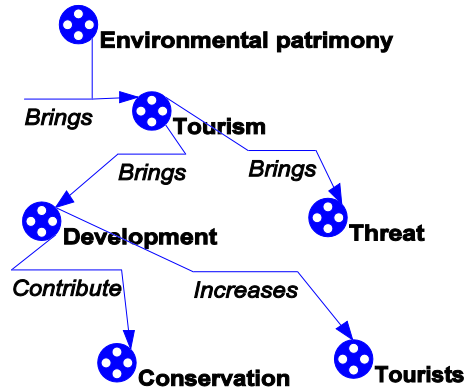 Environmental patrimony
Brings
Tourism
Brings
Brings
Development
Threat
Contribute
Increases
Conservation
Tourists